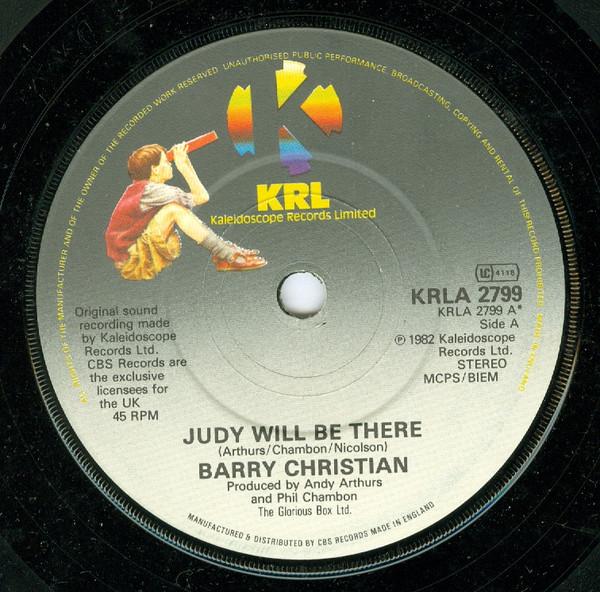 ALL RIGHTS OF THE MANUFACTURER AND OF THE OWNER OF THE RECORDED WORK RESERVED. UNAUTHORISED PUBLIC PERFORMANCE, BROADCASTING, COPYING AND RENTAL OF THIS RECORD PROHIBITED. MADE IN ENGLAND
K
KRL
Kaleidoscope Records Limited
LC 4118
KRLA 2799
KRLA 2799 A*
Side A
℗ 1982 Kaleidoscope
Records Ltd.
STEREO
MCPS/BIEM
Original sound
recording made
by Kaleidoscope
Records Ltd.
CBS Records are
the exclusive
licensees for
the UK
45 RPM
JUDY WILL BE THERE
(Arthurs/Chambon/Nicolson)
BARRY CHRISTIAN
Produced by Andy Arthurs
and Phil Chambon
The Glorious Box Ltd.
MANUFACTURED & DISTRIBUTED BY CBS RECORDS MADE IN ENGLAND